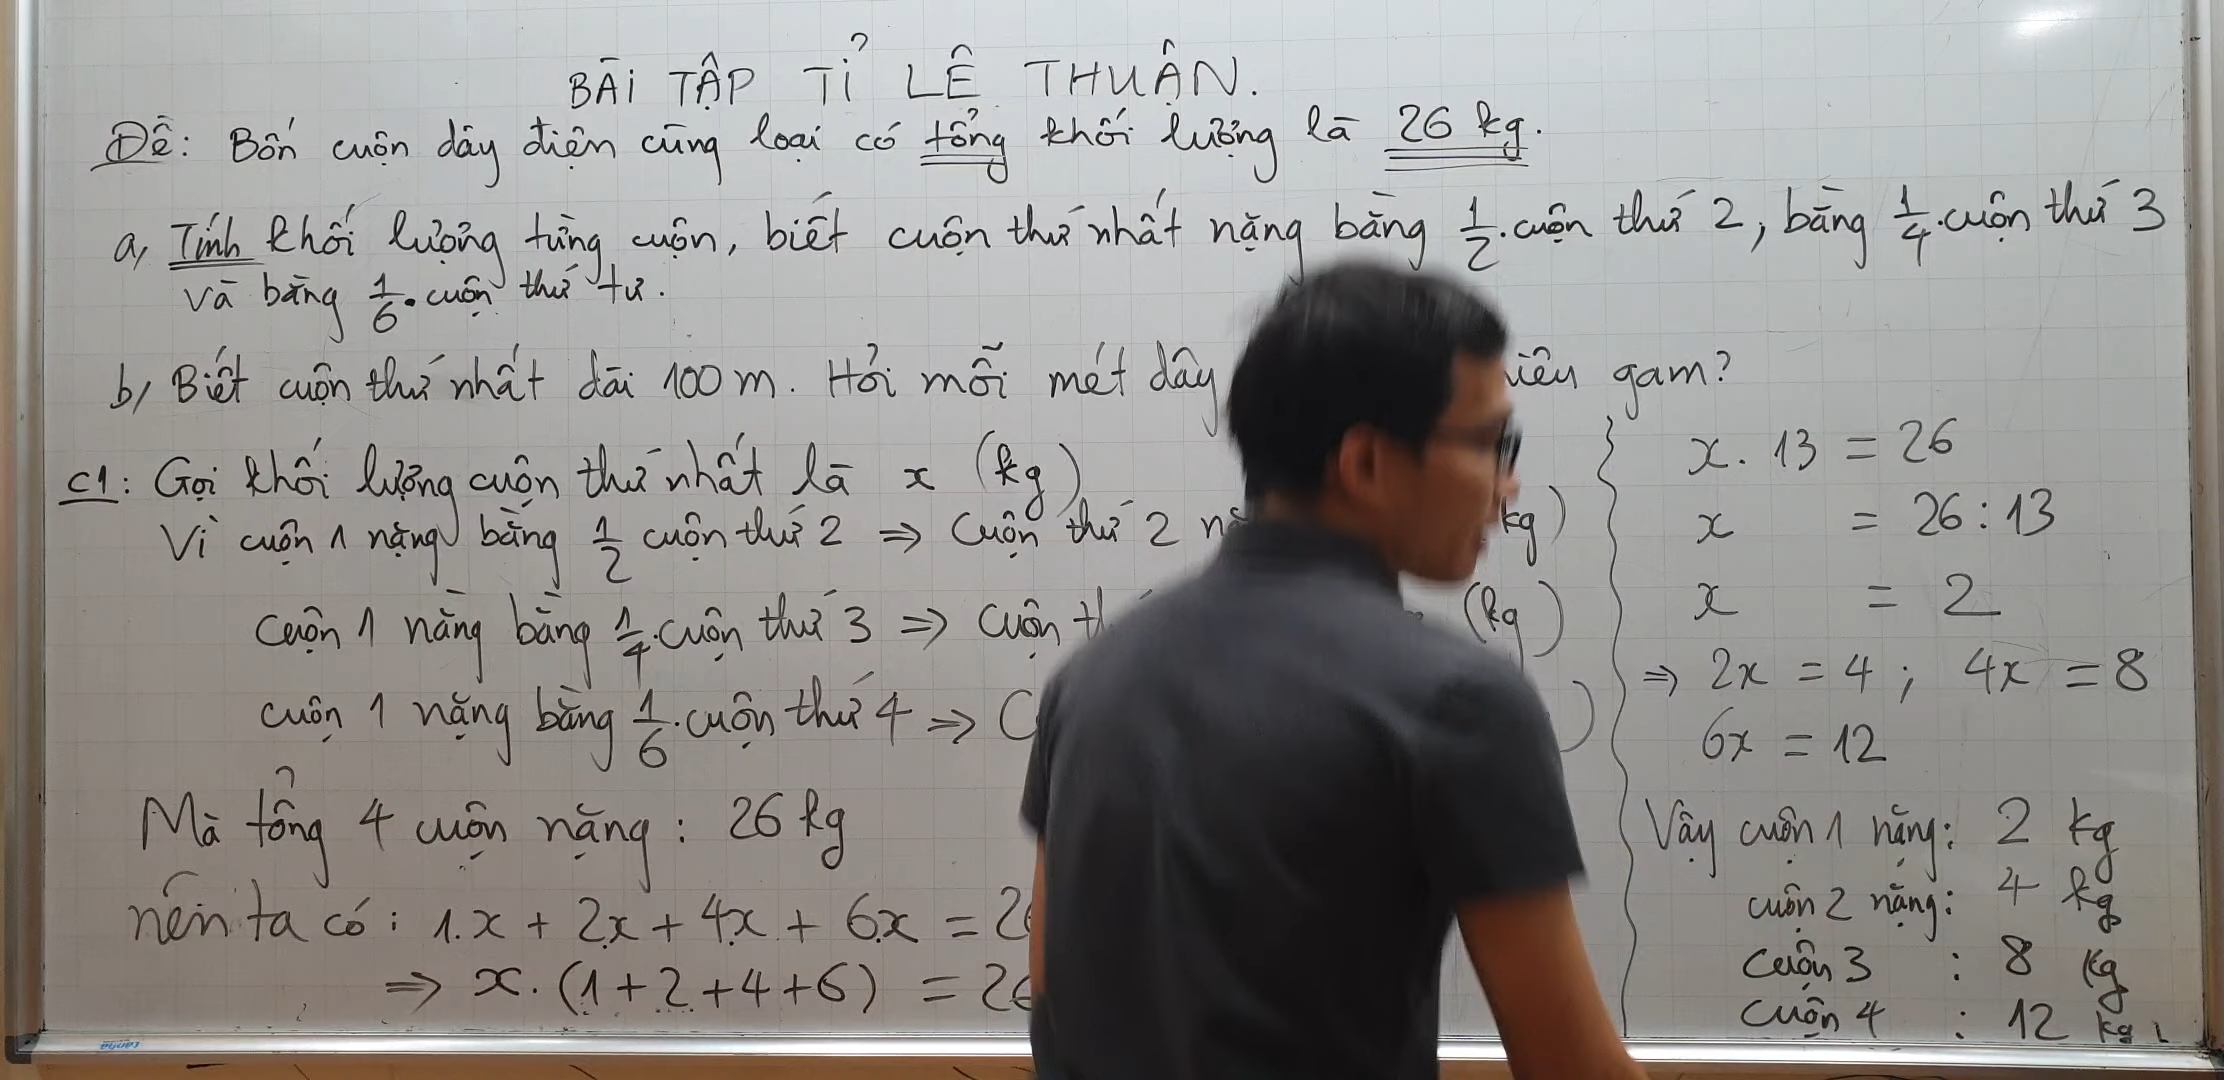 BÀI TẬP TỈ LỆ THUẬN.
Đề: Bốn cuộn dây điện cùng loại có tổng khối lượng là 26 kg.
a, Tính khối lượng từng cuộn, biết cuộn thứ nhất nặng bằng 1/2 . cuộn thứ 2, bằng 1/4 . cuộn thứ 3
và bằng 1/6 . cuộn thứ tư.
b, Biết cuộn thứ nhất dài 100 m. Hỏi mỗi mét dây gam?
C1: Gọi khối lượng cuộn thứ nhất là x (kg)
Vì cuộn 1 nặng bằng 1/2 cuộn thứ 2 => Cuộn thứ 2 kg)
cuộn 1 nặng bằng 1/4 . cuộn thứ 3 => cuộn (kg)
cuộn 1 nặng bằng 1/6 . cuộn thứ 4 => )
Mà tổng 4 cuộn nặng : 26 kg
nên ta có : 1.x + 2x + 4x + 6x =
=> x . (1 + 2 + 4 + 6) =
x . 13 = 26
x = 26 : 13
x = 2
=> 2x = 4 ; 4x = 8
6x = 12
Vậy cuộn 1 nặng: 2 kg
cuộn 2 nặng: 4 kg
cuộn 3 : 8 kg
cuộn 4 : 12 kg